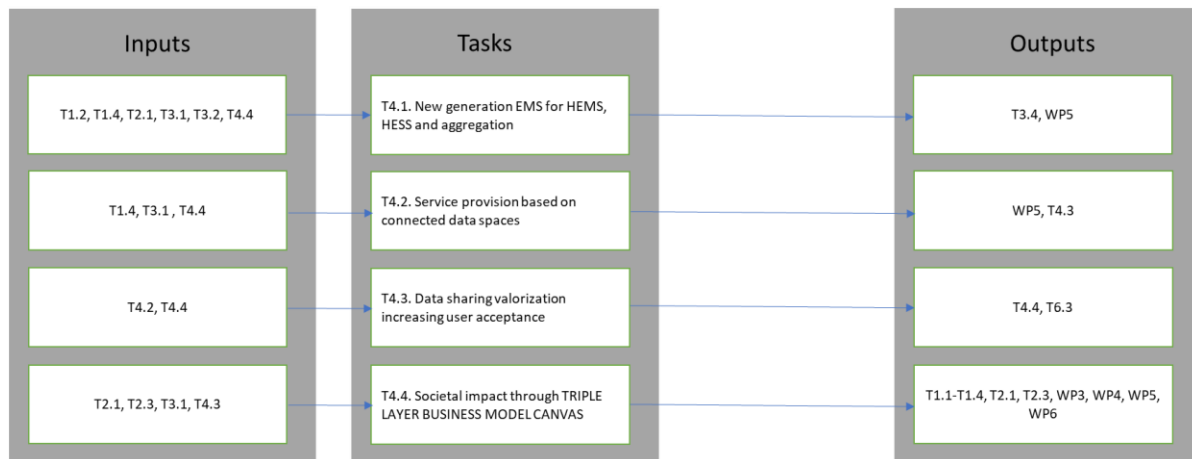 Inputs
Tasks
Outputs
T1.2, T1.4, T2.1, T3.1, T3.2, T4.4
T4.1. New generation EMS for HEMS,
HESS and aggregation
T3.4, WP5
T1.4, T3.1 , T4.4
T4.2. Service provision based on
connected data spaces
WP5, T4.3
T4.2, T4.4
T4.3. Data sharing valorization
increasing user acceptance
T4.4, T6.3
T2.1, T2.3, T3.1, T4.3
T4.4. Societal impact through TRIPLE
LAYER BUSINESS MODEL CANVAS
T1.1-T1.4, T2.1, T2.3, WP3, WP4, WP5,
WP6